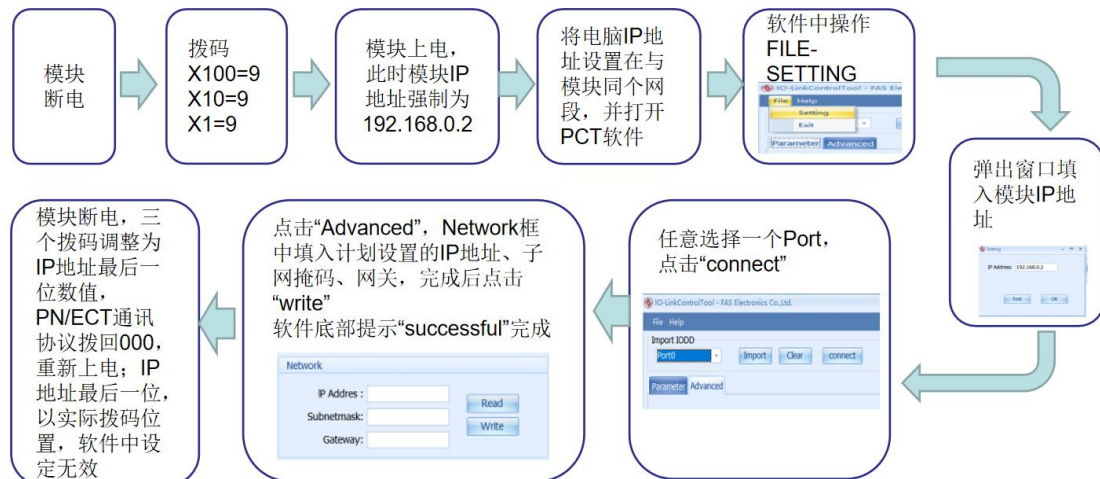 模块
断电
拨码
X100=9
X10=9
X1=9
模块上电，
此时模块IP
地址强制为
192.168.0.2
将电脑IP地
址设置在与
模块同个网
段，并打开
PCT软件
软件中操作
FILE-
SETTING
IO-LinkControlTool - FAS Ele
File Help
Setting
Exit
Parameter Advanced
弹出窗口填
入模块IP地
址
Setting
IP Address: 192.168.0.2
Test OK
任意选择一个Port，
点击“connect”
IO-LinkControlTool - FAS Electronics Co.,Ltd.
File Help
Import IODD
Port0 Import Clear connect
Parameter Advanced
点击“Advanced”，Network框
中填入计划设置的IP地址、子
网掩码、网关，完成后点击
“write”
软件底部提示“successful”完成
Network
IP Addres :
Read
Subnetmask:
Write
Gateway:
模块断电，三
个拨码调整为
IP地址最后一
位数值，
PN/ECT通讯
协议拨回000，
重新上电；IP
地址最后一位，
以实际拨码位
置，软件中设
定无效